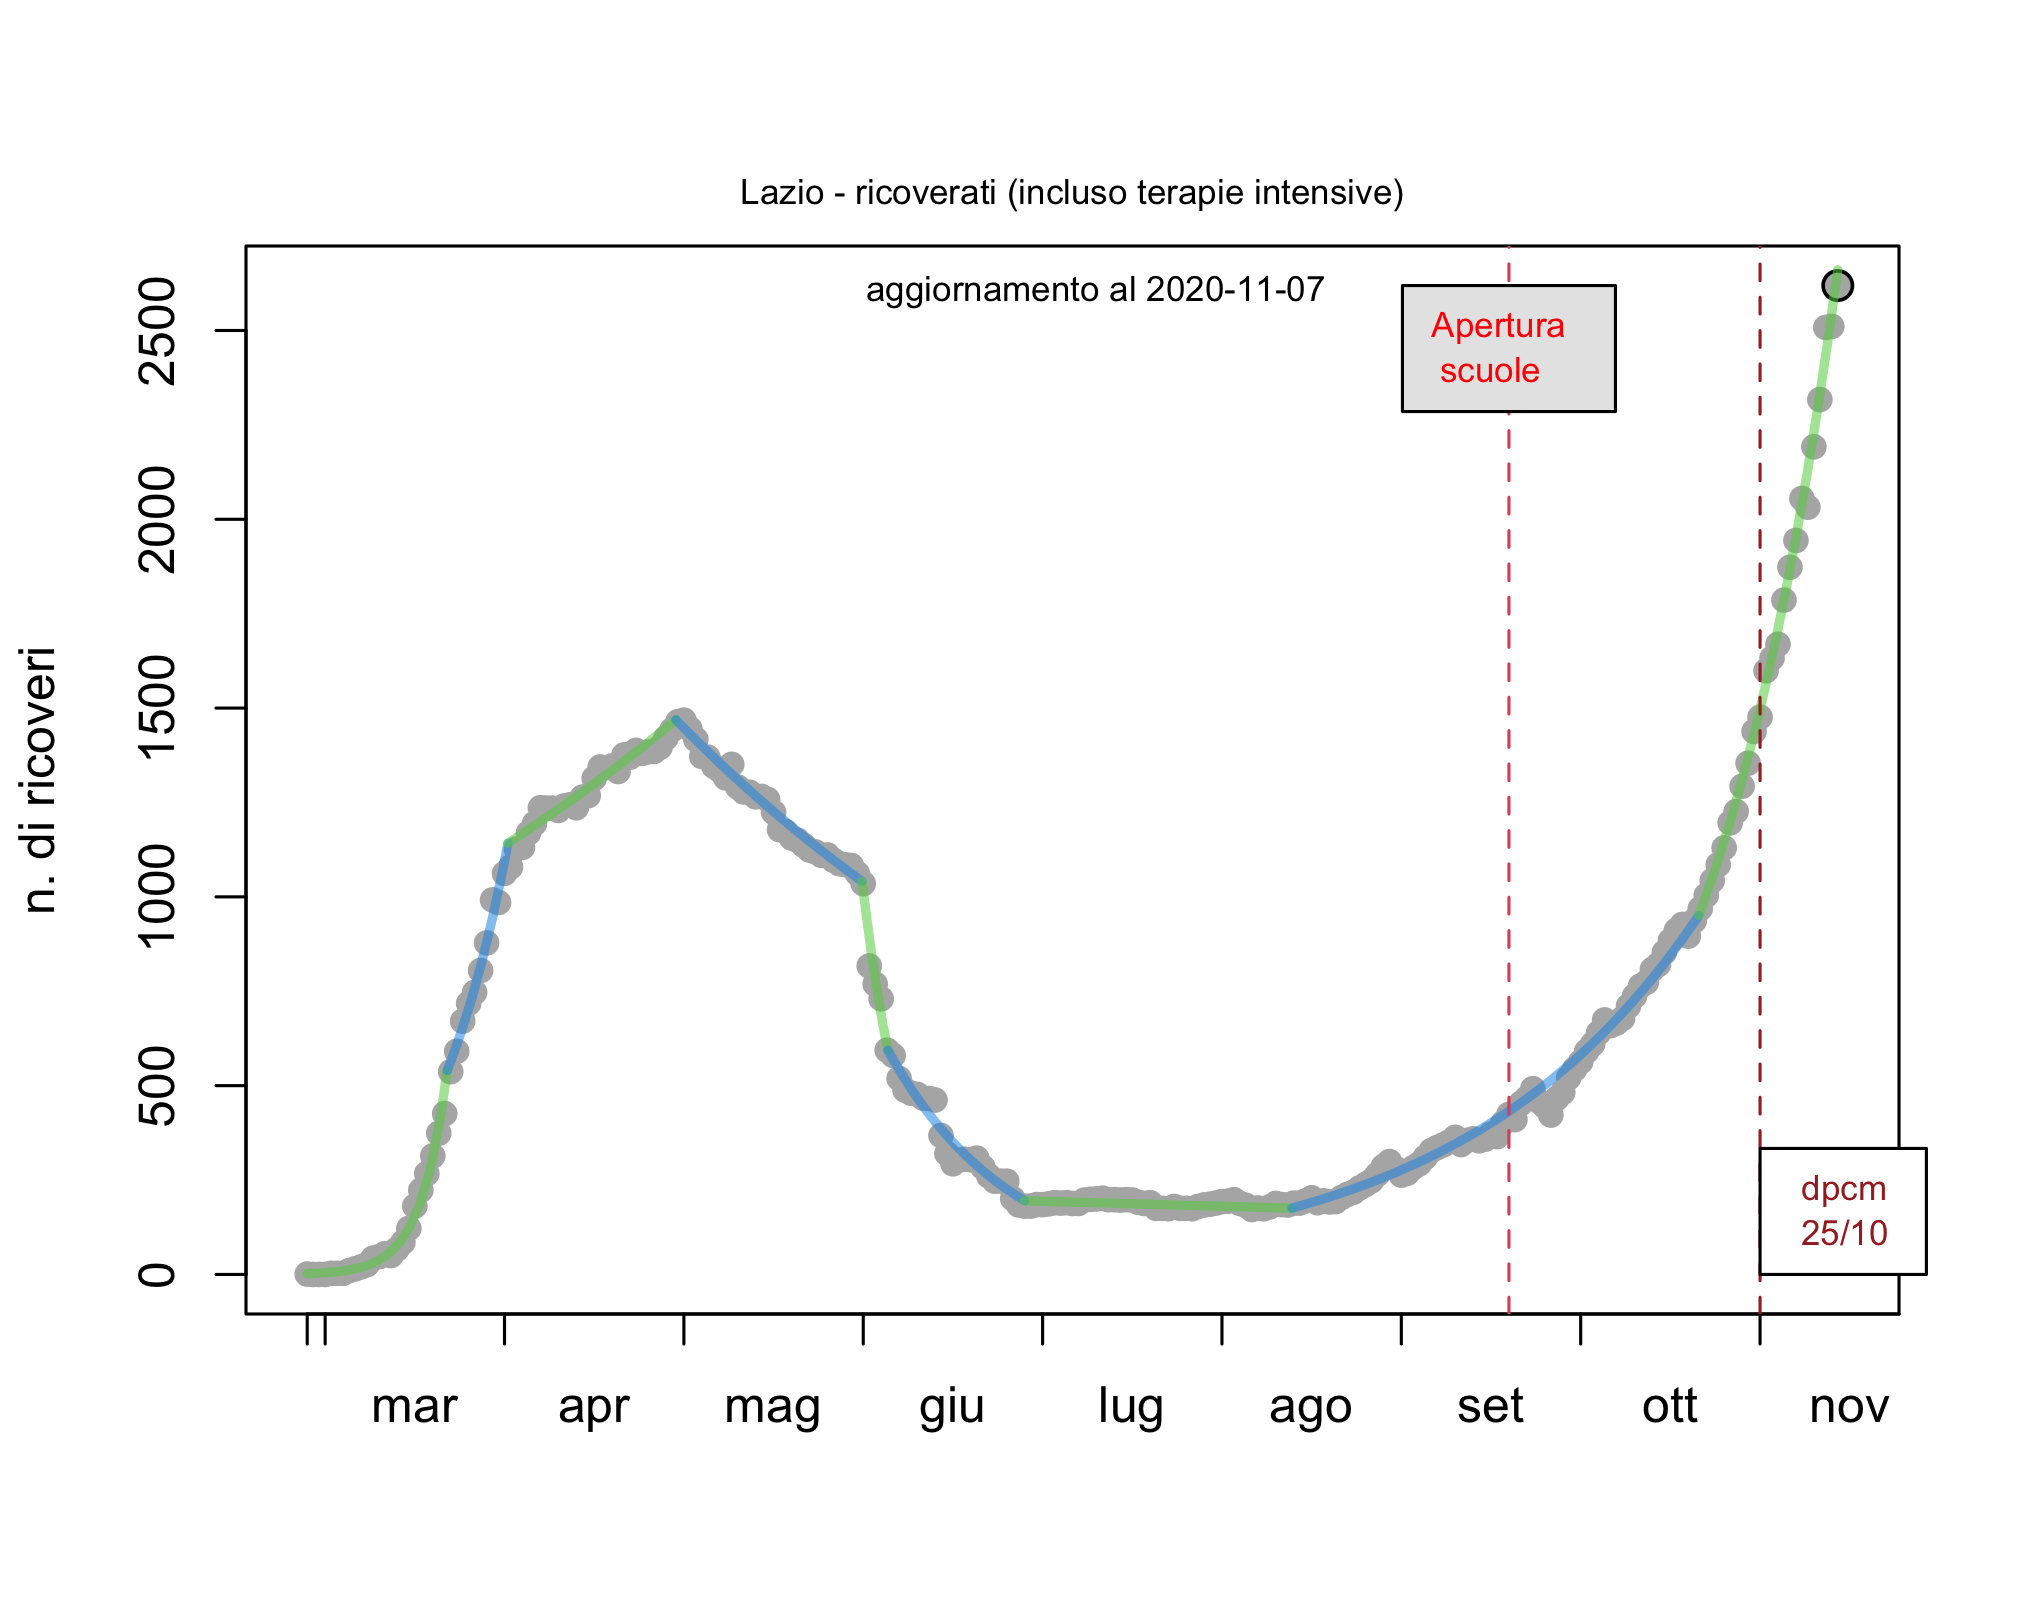 Lazio - ricoverati (incluso terapie intensive)
aggiornamento al 2020-11-07
Apertura
scuole
n. di ricoveri
2500
2000
1500
1000
500
0
dpcm
25/10
mar apr mag giu lug ago set ott nov